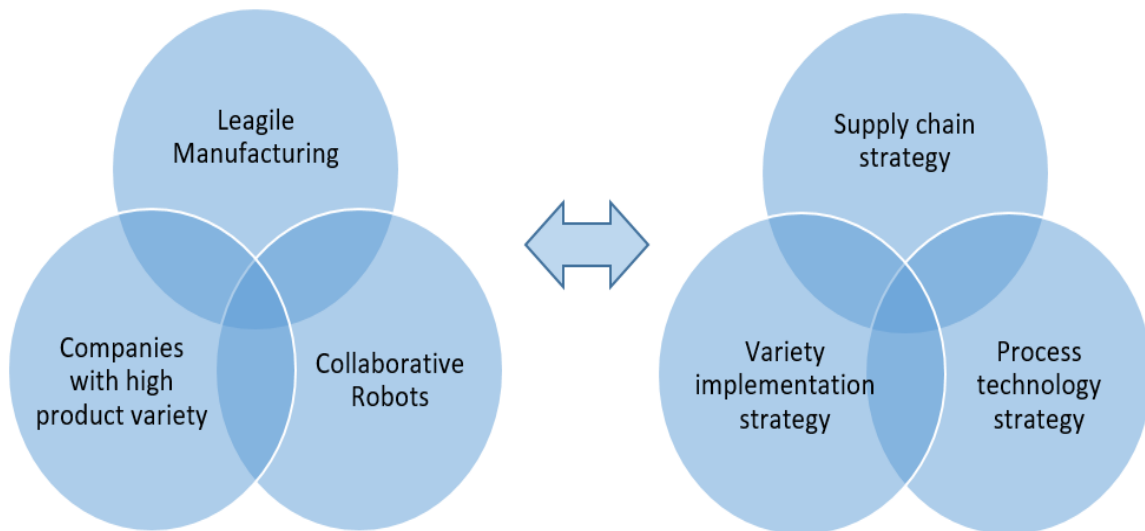 Leagile
Manufacturing
Companies
with high
product variety
Collaborative
Robots
Supply chain
strategy
Variety
implementation
strategy
Process
technology
strategy